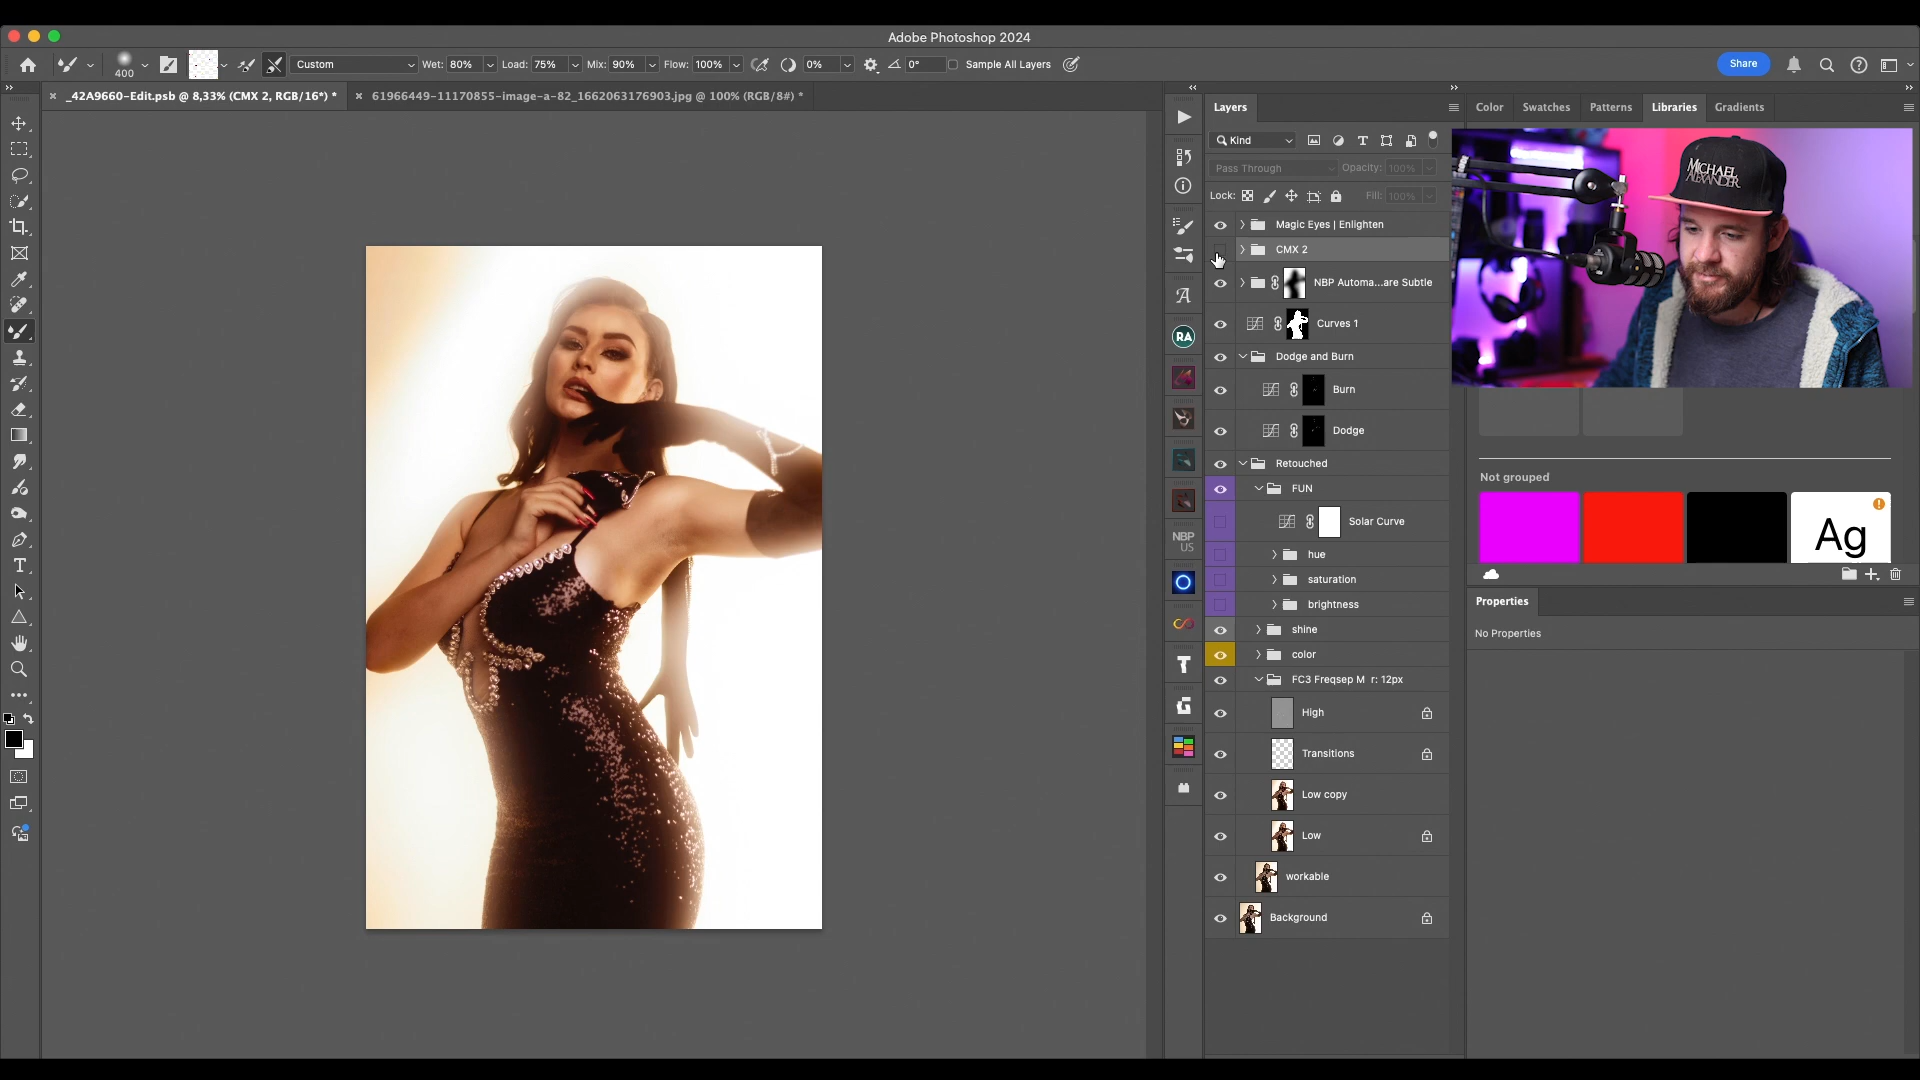 Adobe Photoshop 2024
400
Custom
Wet: 80%
Load: 75%
Mix: 90%
Flow: 100%
0%
0°
Sample All Layers
Share
_42A9660-Edit.psb @ 8,33% (CMX 2, RGB/16*) *
61966449-11170855-image-a-82_1662063176903.jpg @ 100% (RGB/8#) *
Layers
Color
Swatches
Patterns
Libraries
Gradients
Kind
Pass Through
Opacity: 100%
Lock:
Fill: 100%
MICHAEL
ALEXANDER
Magic Eyes | Enlighten
CMX 2
NBP Automa...are Subtle
Curves 1
Dodge and Burn
Burn
Dodge
Retouched
FUN
Solar Curve
hue
saturation
brightness
shine
color
FC3 Freqsep M r: 12px
High
Transitions
Low copy
Low
workable
Background
RA
NBP
US
Not grouped
Ag
Properties
No Properties